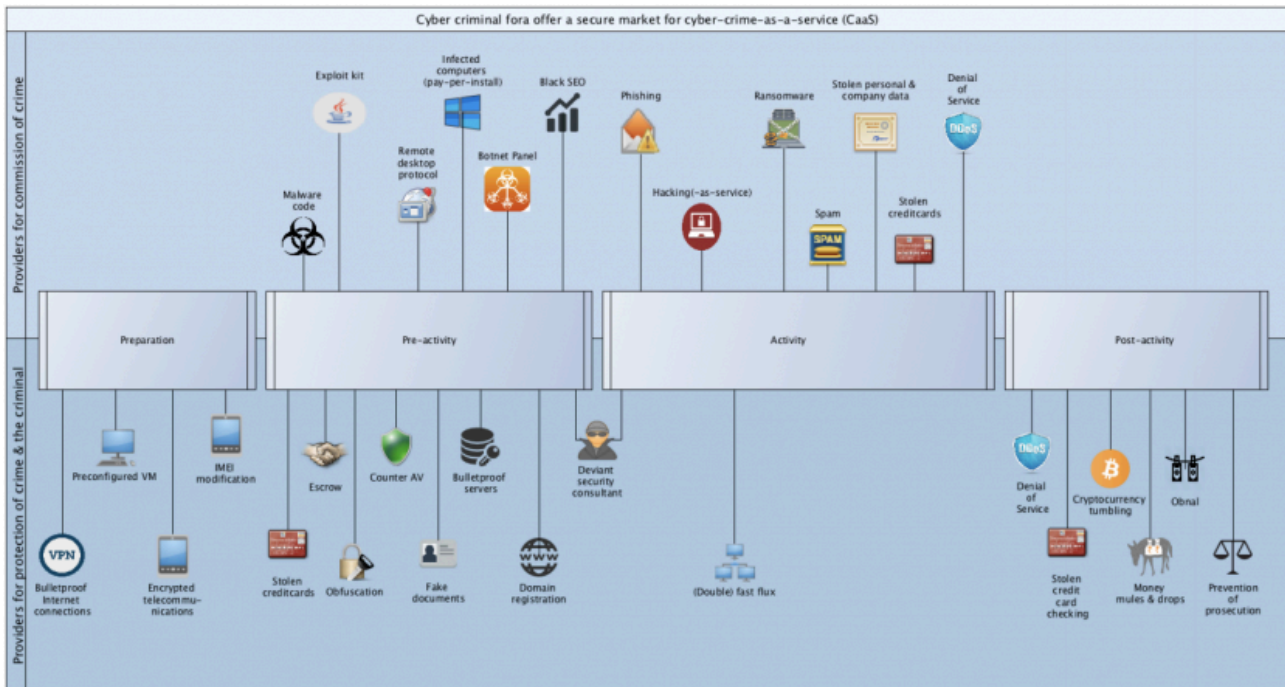 Cyber criminal fora offer a secure market for cyber-crime-as-a-service (CaaS)
Providers for commission of crime
Exploit kit
Infected
computers
(pay-per-install)
Black SEO
Phishing
Ransomware
Stolen personal &
company data
Denial
of
Service
DDoS
Malware
code
Remote
desktop
protocol
Botnet Panel
Hacking(-as-service)
Spam
SPAM
Stolen
creditcards
Preparation
Pre-activity
Activity
Post-activity
Providers for protection of crime & the criminal
Preconfigured VM
IMEI
modification
Escrow
Counter AV
Bulletproof
servers
Deviant
security
consultant
DDoS
Denial
of
Service
Cryptocurrency
tumbling
Obnal
VPN
Bulletproof
Internet
connections
Encrypted
telecommu-
nications
Stolen
creditcards
Obfuscation
Fake
documents
WWW
Domain
registration
(Double) fast flux
Stolen
credit
card
checking
Money
mules & drops
Prevention
of
prosecution